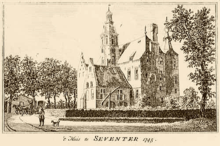 't Huis te SEVENTER 1745.